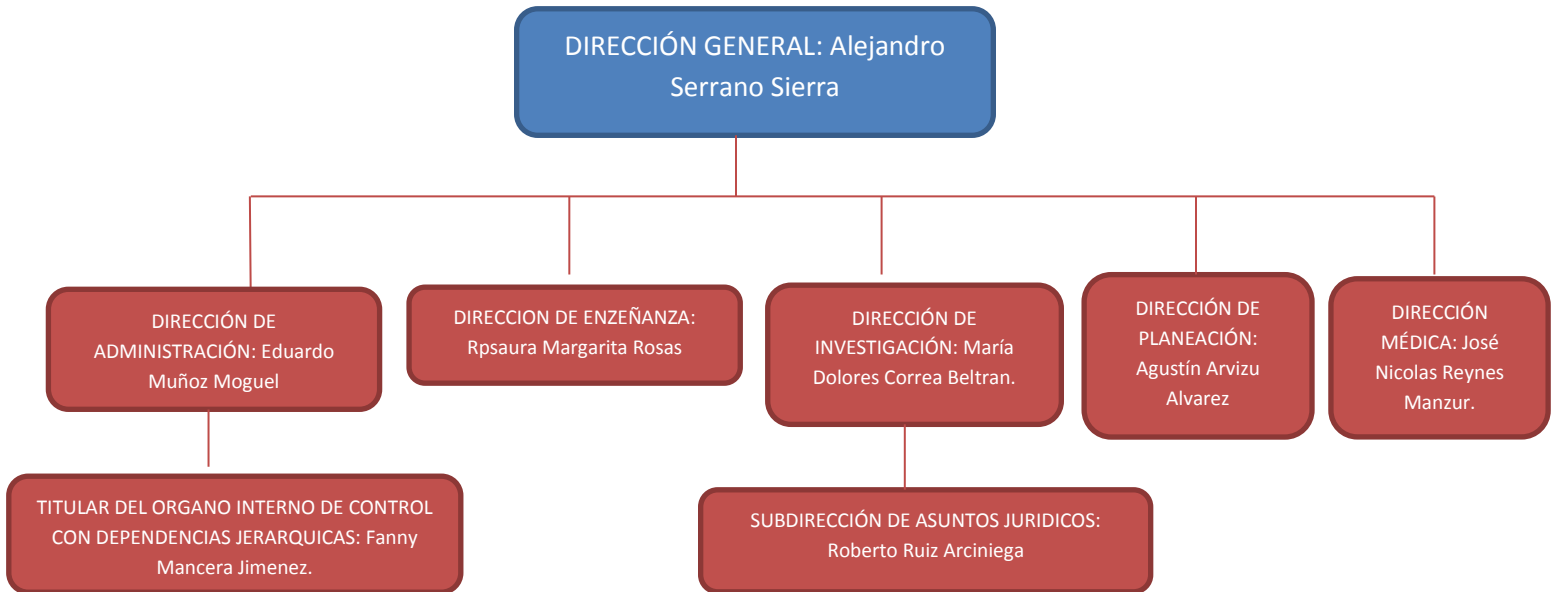 DIRECCIÓN GENERAL: Alejandro
Serrano Sierra
DIRECCIÓN DE
ADMINISTRACIÓN: Eduardo
Muñoz Moguel
DIRECCION DE ENZEÑANZA:
Rpsaura Margarita Rosas
DIRECCIÓN DE
INVESTIGACIÓN: María
Dolores Correa Beltran.
DIRECCIÓN DE
PLANEACIÓN:
Agustín Arvizu
Alvarez
DIRECCIÓN
MÉDICA: José
Nicolas Reynes
Manzur.
TITULAR DEL ORGANO INTERNO DE CONTROL
CON DEPENDENCIAS JERARQUICAS: Fanny
Mancera Jimenez.
SUBDIRECCIÓN DE ASUNTOS JURIDICOS:
Roberto Ruiz Arciniega